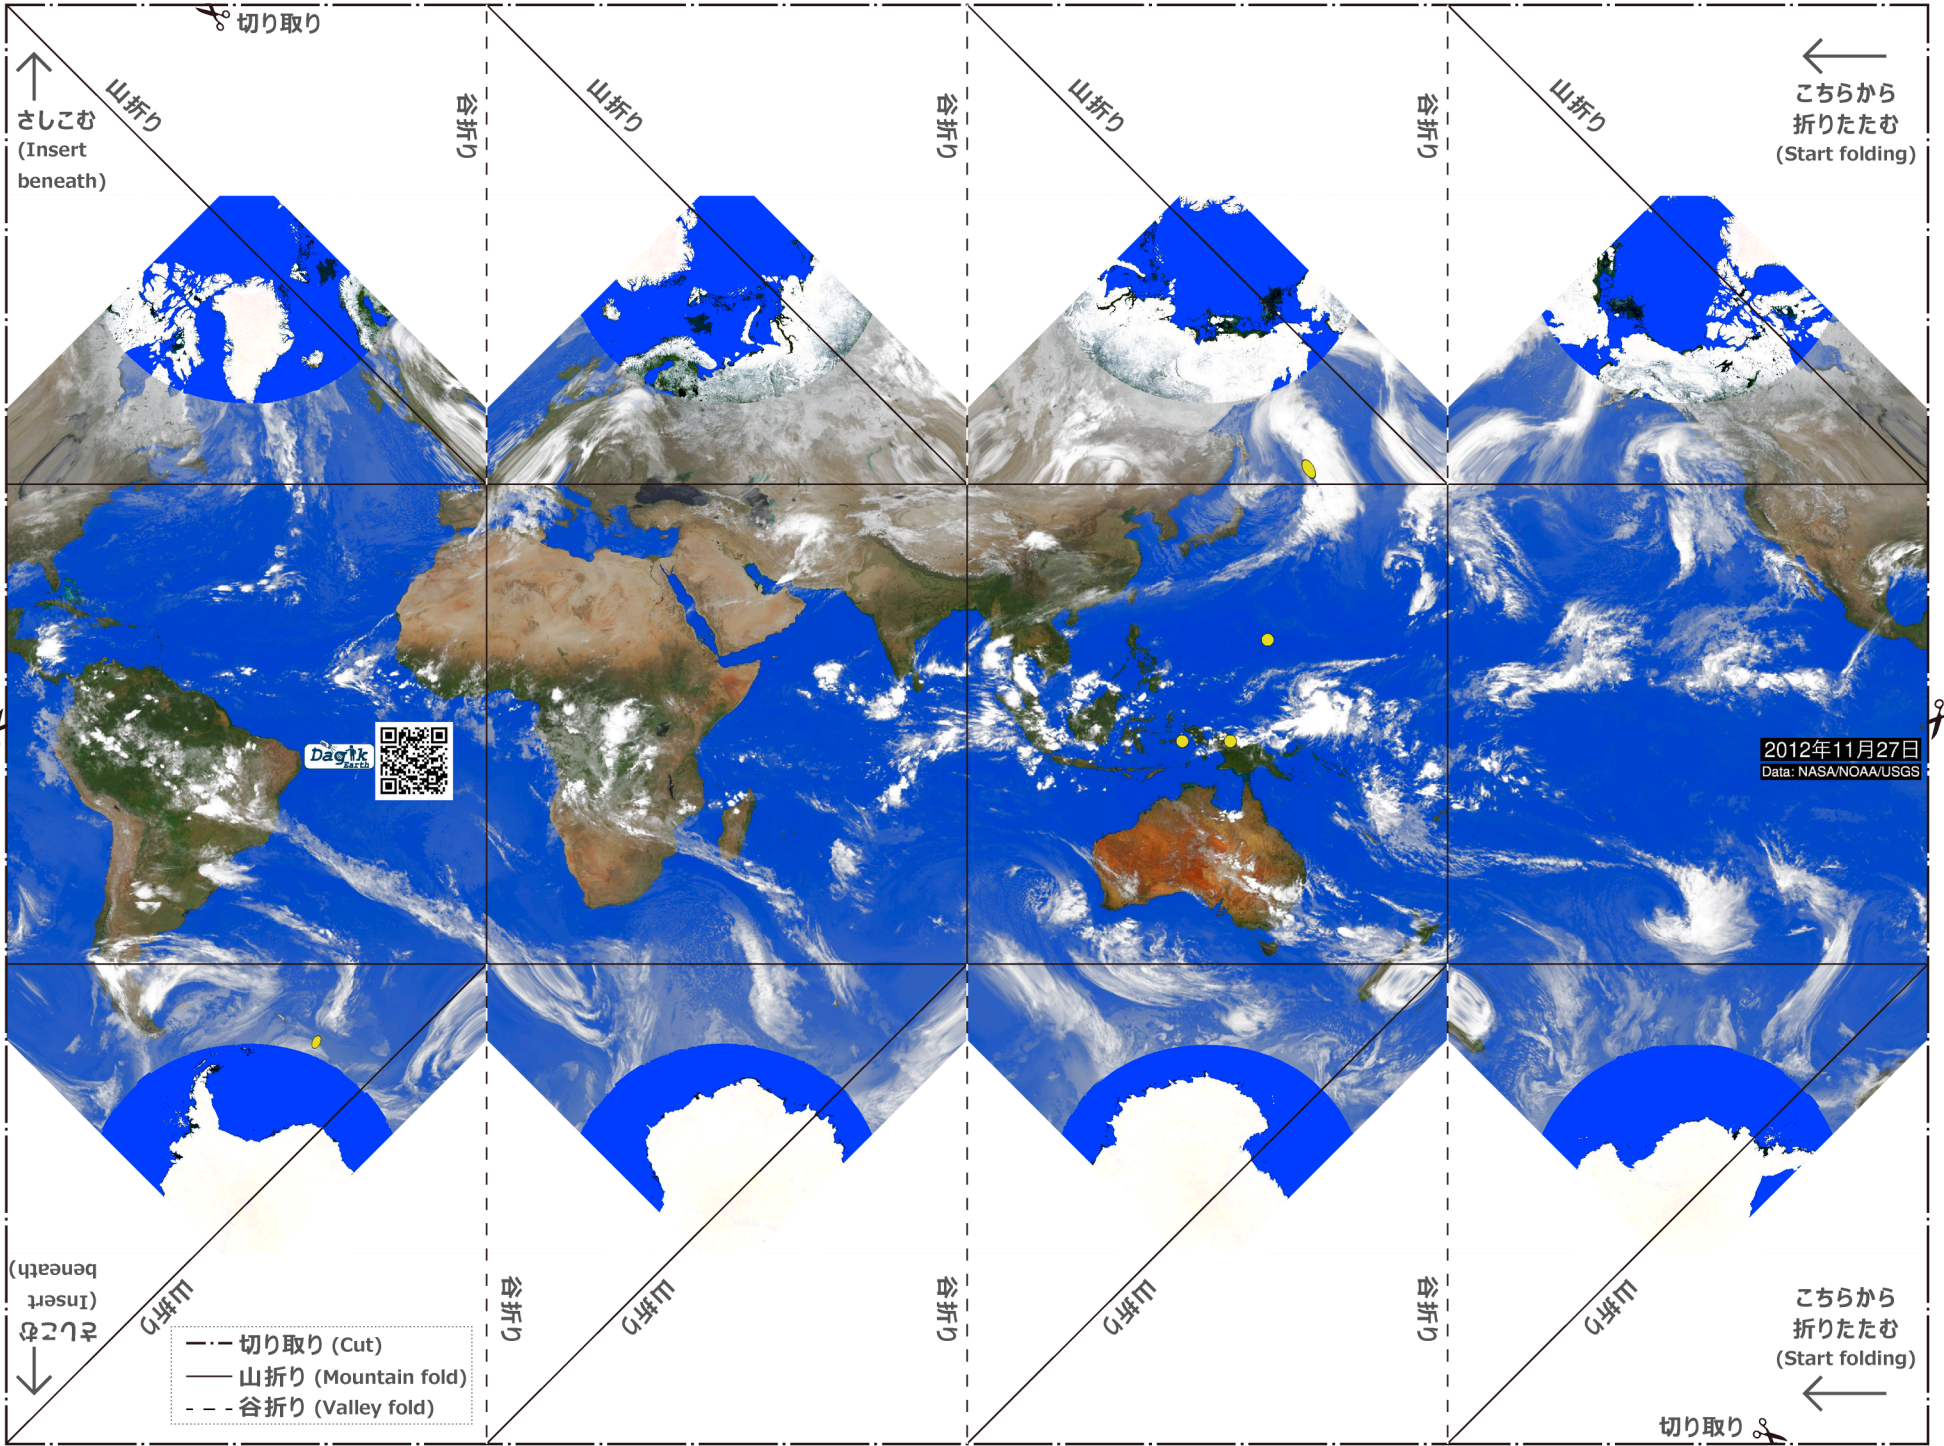 切り取り
山折り
谷折り
山折り
谷折り
山折り
谷折り
山折り
さしこむ
(Insert
beneath)
こちらから
折りたたむ
(Start folding)
Dagik
Earth
2012年11月27日
Data: NASA/NOAA/USGS
さしこむ
(Insert
beneath)
山折り
谷折り
山折り
谷折り
山折り
谷折り
山折り
切り取り (Cut)
山折り (Mountain fold)
谷折り (Valley fold)
こちらから
折りたたむ
(Start folding)
切り取り